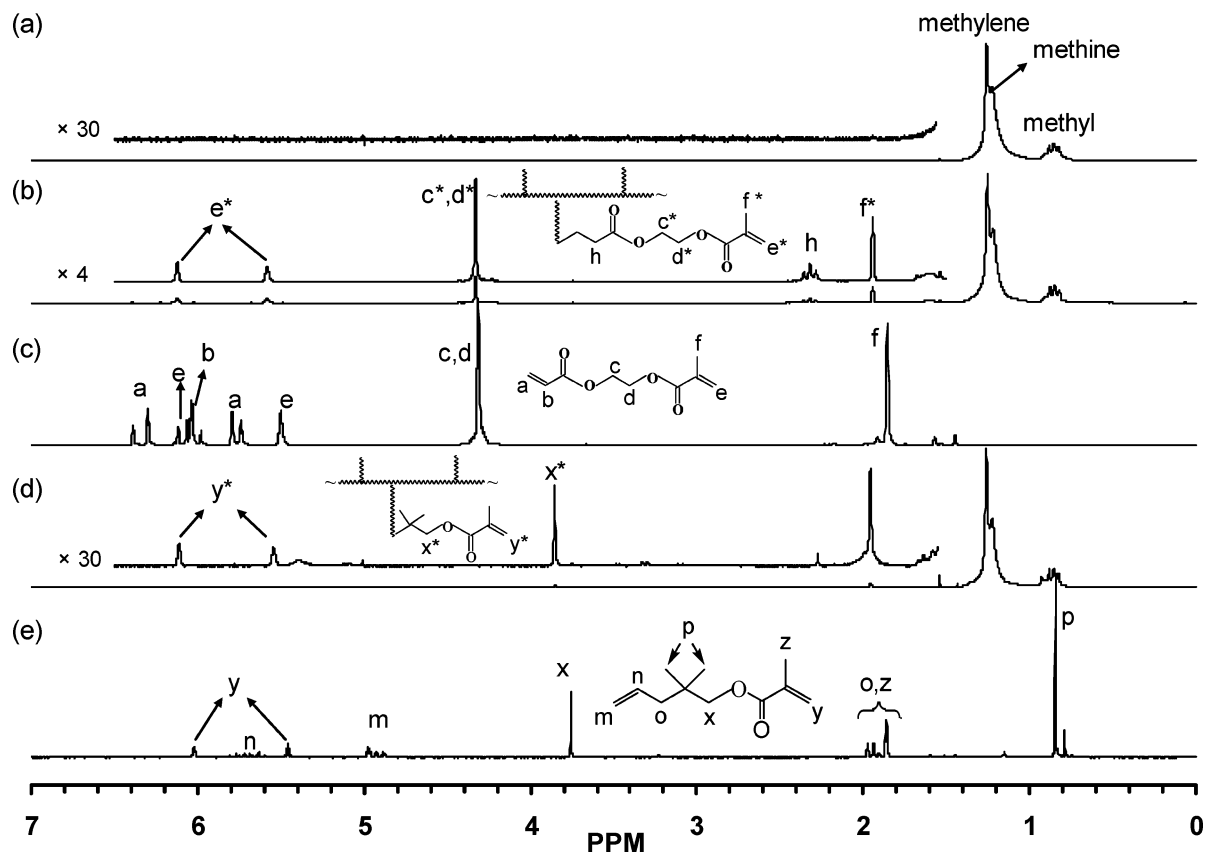 (a)
methylene
methine
methyl
× 30
(b)
c*,d*
f *
f*
e*
c*
e*
h
h
d*
O
O
O
O
× 4
(c)
b
a
e
a
e
c,d
f
f
O
c
O
O
a
b
d
O
e
(d)
x*
y*
O
x*
O
y*
× 30
(e)
p
p
z
x
n
y
o,z
m
n
m
o
x
O
O
y
7 6 5 4 3 2 1 0
PPM